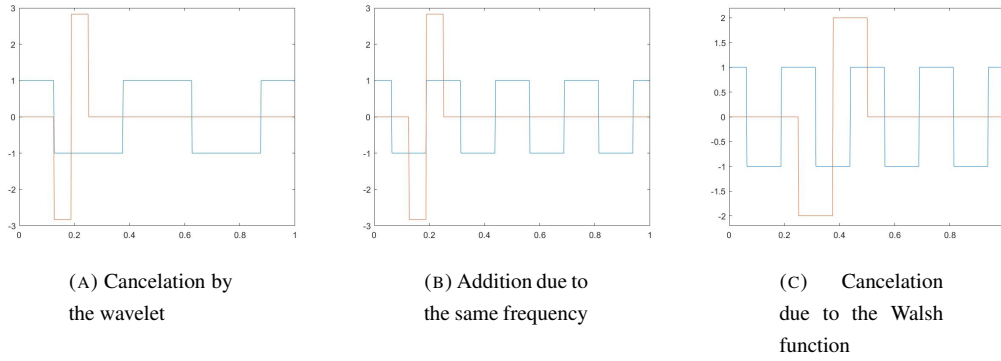 3
2
1
0
-1
-2
-3
0 0.2 0.4 0.6 0.8 1
3
2
1
0
-1
-2
-3
0 0.2 0.4 0.6 0.8 1
2
1.5
1
0.5
0
-0.5
-1
-1.5
-2
0 0.2 0.4 0.6 0.8
(A) Cancelation by
the wavelet
(B) Addition due to
the same frequency
(C) Cancelation
due to the Walsh
function